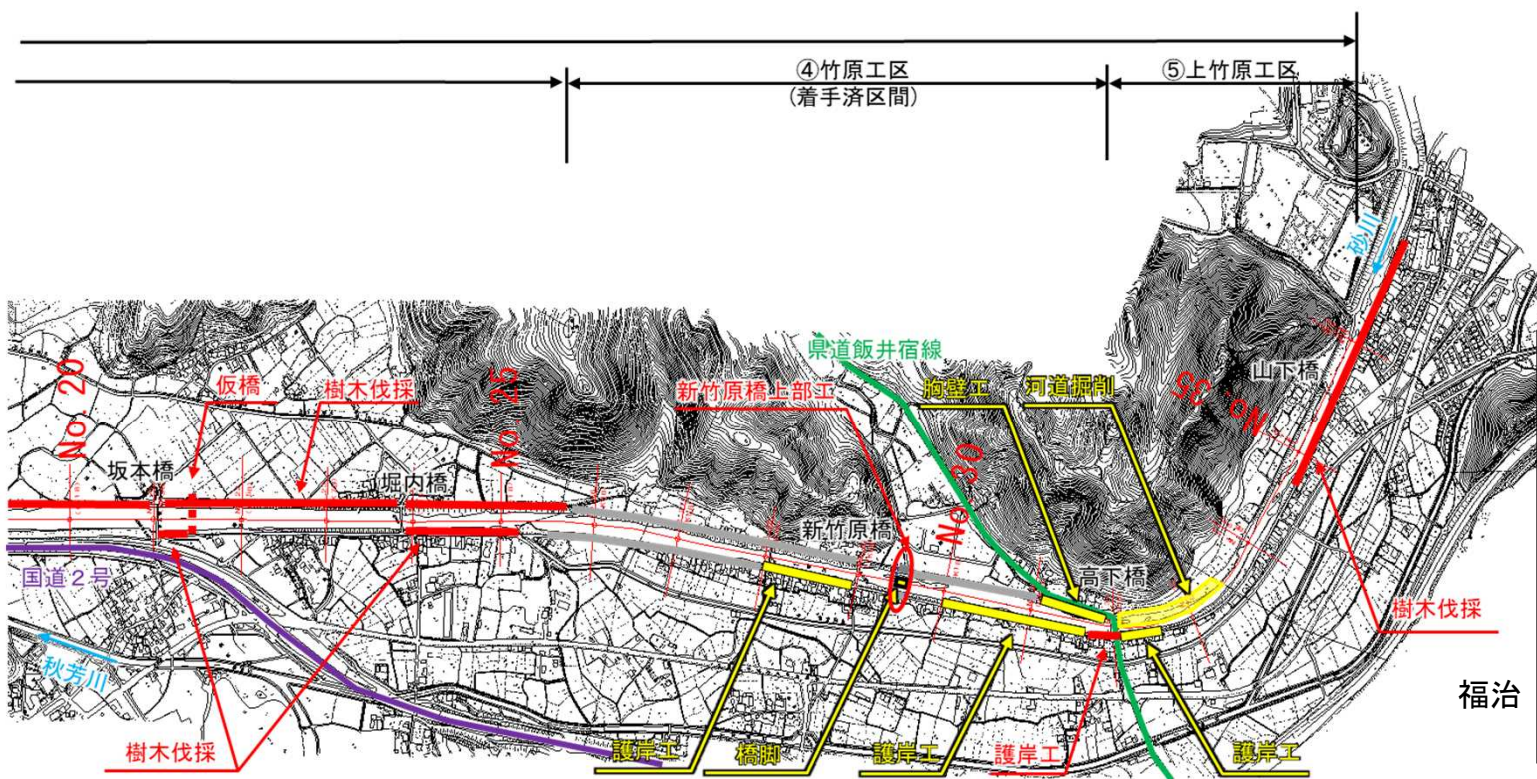 ④竹原工区
(着手済区間)
⑤上竹原工区
砂川
県道飯井宿線
No. 20
仮橋
樹木伐採
No. 25
新竹原橋上部工
胸壁工
河道掘削
山下橋
No. 35
坂本橋
堀内橋
No. 30
新竹原橋
高下橋
国道2号
樹木伐採
秋芳川
福治
樹木伐採
護岸工
橋脚
護岸工
護岸工
護岸工